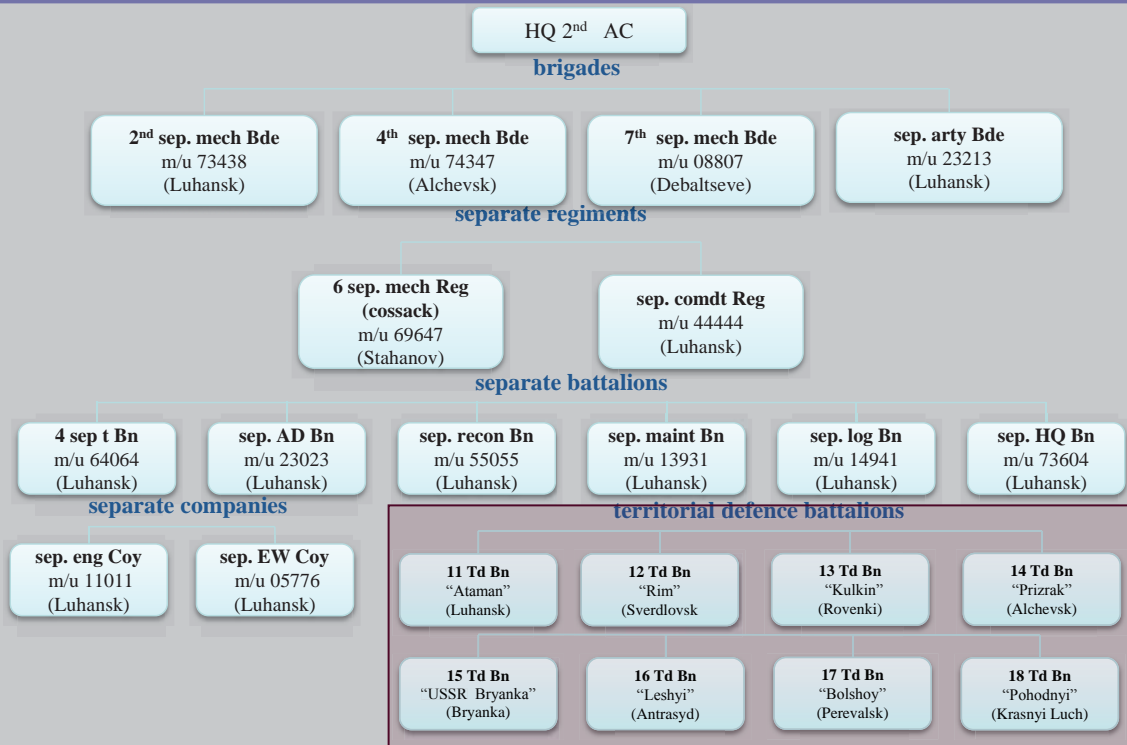 HQ 2nd AC
brigades
2nd sep. mech Bde
m/u 73438
(Luhansk)
4th sep. mech Bde
m/u 74347
(Alchevsk)
7th sep. mech Bde
m/u 08807
(Debaltseve)
sep. arty Bde
m/u 23213
(Luhansk)
separate regiments
6 sep. mech Reg
(cossack)
m/u 69647
(Stahanov)
sep. comdt Reg
m/u 44444
(Luhansk)
separate battalions
4 sep t Bn
m/u 64064
(Luhansk)
sep. AD Bn
m/u 23023
(Luhansk)
sep. recon Bn
m/u 55055
(Luhansk)
sep. maint Bn
m/u 13931
(Luhansk)
sep. log Bn
m/u 14941
(Luhansk)
sep. HQ Bn
m/u 73604
(Luhansk)
separate companies
sep. eng Coy
m/u 11011
(Luhansk)
sep. EW Coy
m/u 05776
(Luhansk)
territorial defence battalions
11 Td Bn
“Ataman”
(Luhansk)
12 Td Bn
“Rim”
(Sverdlovsk
13 Td Bn
“Kulkin”
(Rovenki)
14 Td Bn
“Prizrak”
(Alchevsk)
15 Td Bn
“USSR Bryanka”
(Bryanka)
16 Td Bn
“Leshyi”
(Antrasyd)
17 Td Bn
“Bolshoy”
(Perevalsk)
18 Td Bn
“Pohodnyi”
(Krasnyi Luch)